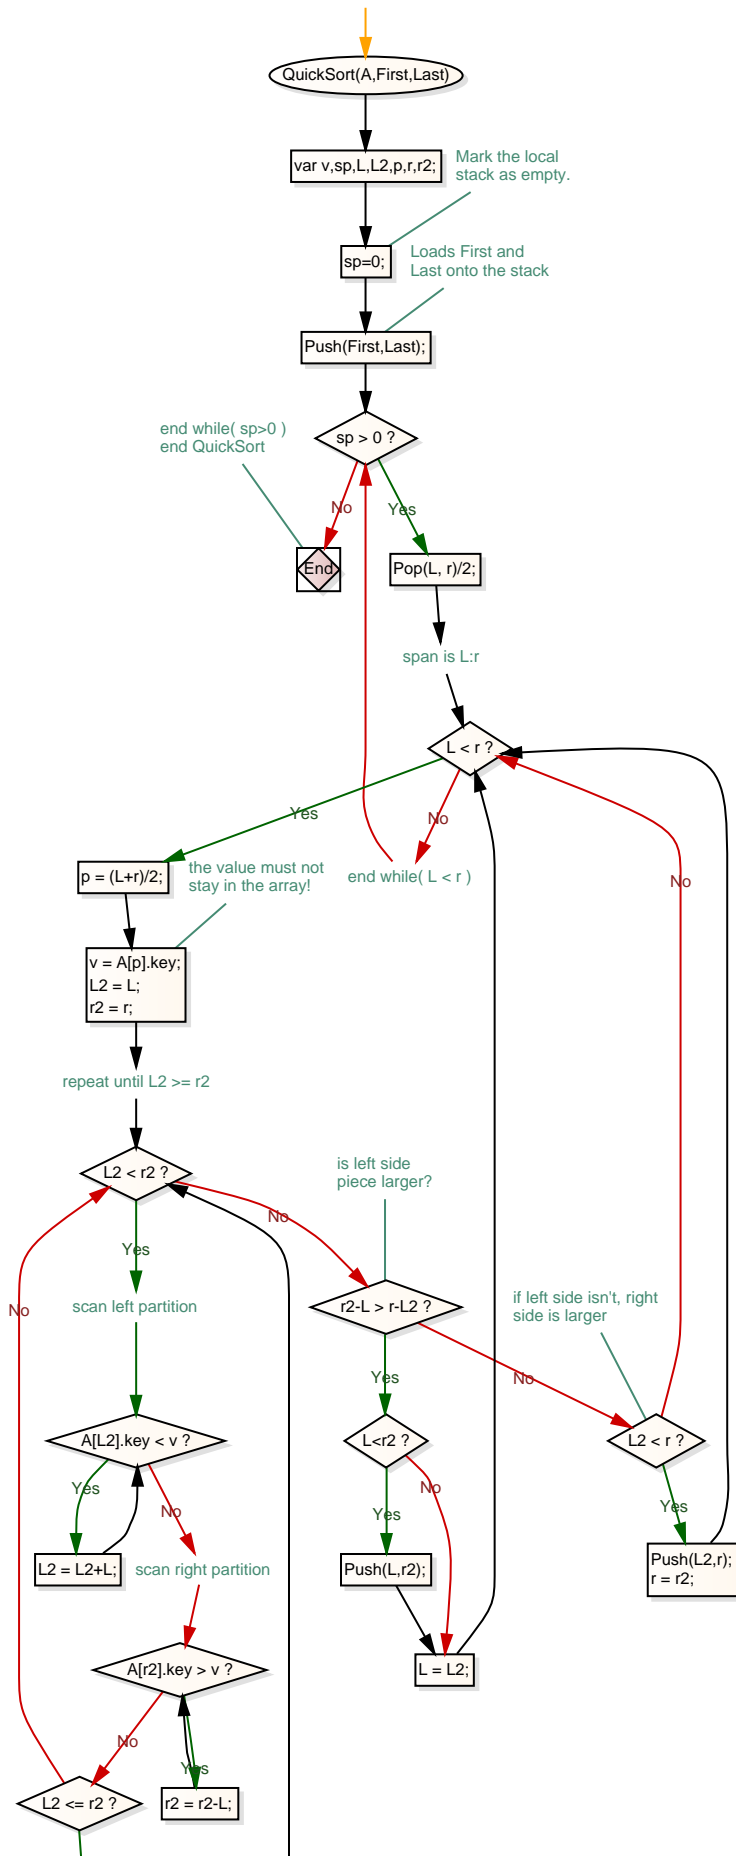 QuickSort(A,First,Last)
var v,sp,L,L2,p,r,r2;
Mark the local
stack as empty.
sp=0;
Loads First and
Last onto the stack
Push(First,Last);
end while( sp>0 )
end QuickSort
sp > 0 ?
No
Yes
End
Pop(L, r)/2;
span is L:r
L < r ?
Yes
No
p = (L+r)/2;
the value must not
stay in the array!
end while( L < r )
No
v = A[p].key;
L2 = L;
r2 = r;
repeat until L2 >= r2
L2 < r2 ?
is left side
piece larger?
No
Yes
No
scan left partition
r2-L > r-L2 ?
if left side isn't, right
side is larger
Yes
No
A[L2].key < v ?
L<r2 ?
L2 < r ?
Yes
No
Yes
No
Yes
L2 = L2+L;
scan right partition
Push(L,r2);
Push(L2,r);
r = r2;
A[r2].key > v ?
L = L2;
No
Yes
L2 <= r2 ?
r2 = r2-L;